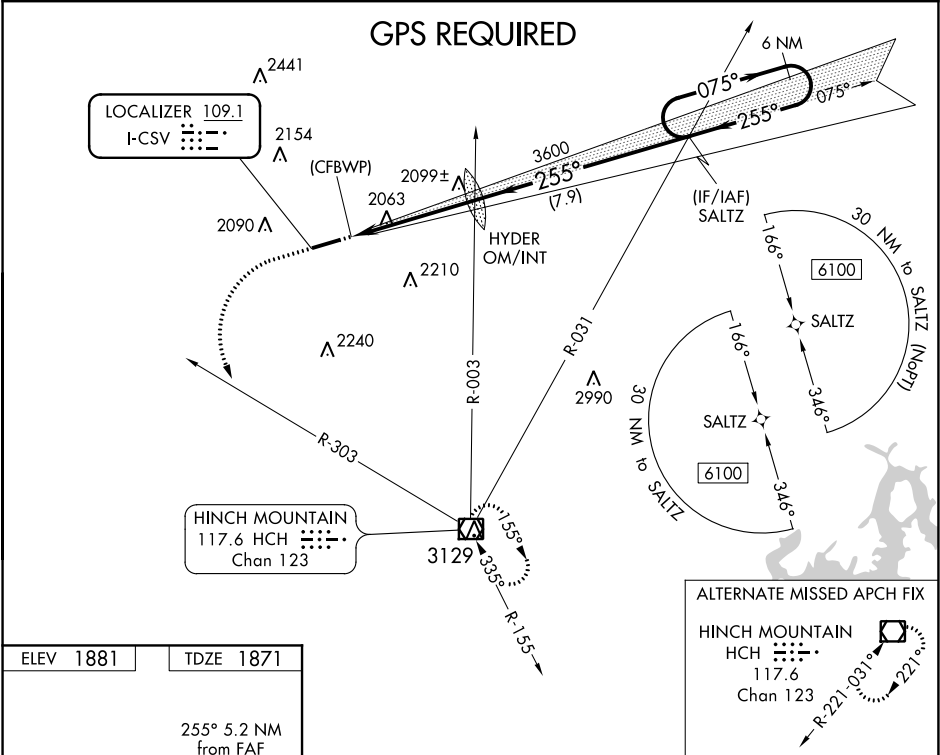 GPS REQUIRED
2441
LOCALIZER 109.1
I-CSV
2154
(CFBWP)
2099±
2063
2090
3600
255°
(7.9)
075°
6 NM
255°
075°
(IF/IAF)
SALTZ
HYDER
OM/INT
2210
2240
R-003
R-031
2990
R-303
166°
6100
SALTZ
346°
30 NM to SALTZ (NoPT)
166°
SALTZ
6100
346°
30 NM to SALTZ
HINCH MOUNTAIN
117.6 HCH
Chan 123
3129
155°
335°
R-155
ELEV 1881
TDZE 1871
255° 5.2 NM
from FAF
ALTERNATE MISSED APCH FIX
HINCH MOUNTAIN
HCH
117.6
Chan 123
R-221-031°
221°